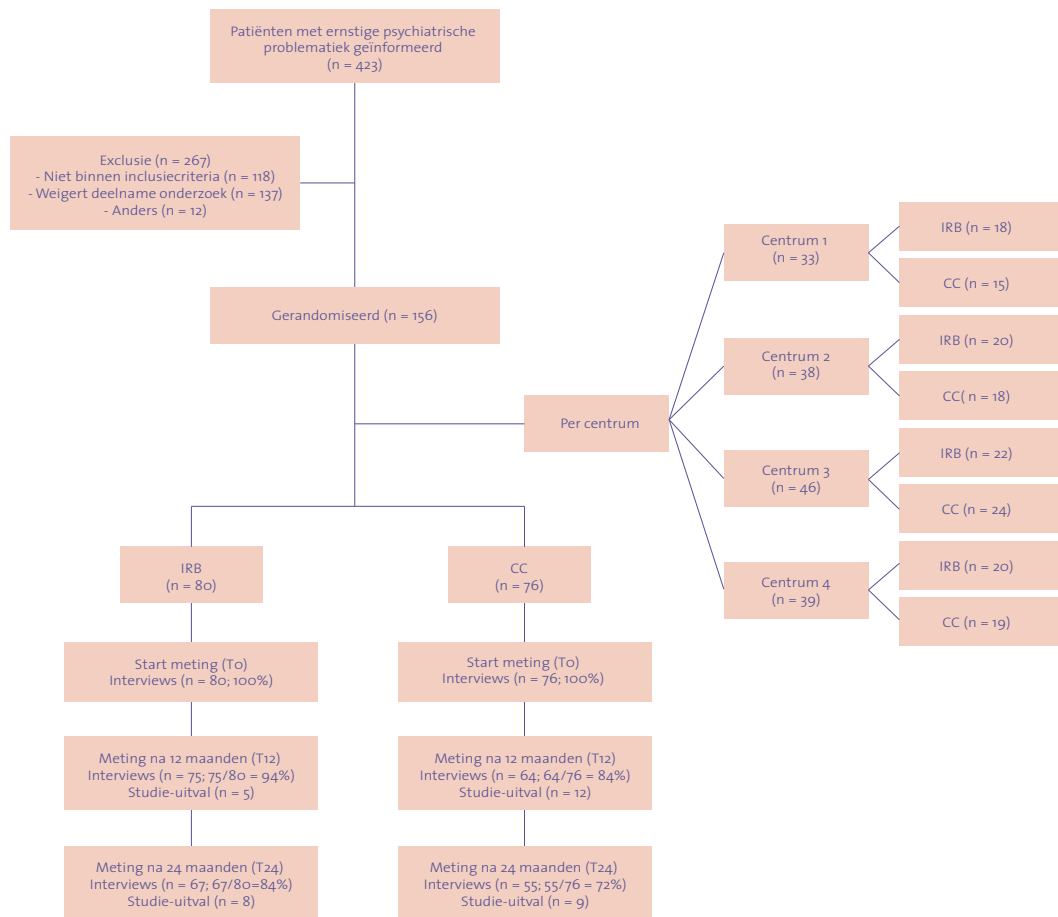 Patiënten met ernstige psychiatrische
problematiek geïnformeerd
(n = 423)
Exclusie (n = 267)
- Niet binnen inclusiecriteria (n = 118)
- Weigert deelname onderzoek (n = 137)
- Anders (n = 12)
Gerandomiseerd (n = 156)
Per centrum
Centrum 1
(n = 33)
IRB (n = 18)
CC (n = 15)
Centrum 2
(n = 38)
IRB (n = 20)
CC( n = 18)
Centrum 3
(n = 46)
IRB (n = 22)
CC (n = 24)
Centrum 4
(n = 39)
IRB (n = 20)
CC (n = 19)
IRB
(n = 80)
Start meting (T0)
Interviews (n = 80; 100%)
Meting na 12 maanden (T12)
Interviews (n = 75; 75/80 = 94%)
Studie-uitval (n = 5)
Meting na 24 maanden (T24)
Interviews (n = 67; 67/80=84%)
Studie-uitval (n = 8)
CC
(n = 76)
Start meting (T0)
Interviews (n = 76; 100%)
Meting na 12 maanden (T12)
Interviews (n = 64; 64/76 = 84%)
Studie-uitval (n = 12)
Meting na 24 maanden (T24)
Interviews (n = 55; 55/76 = 72%)
Studie-uitval (n = 9)